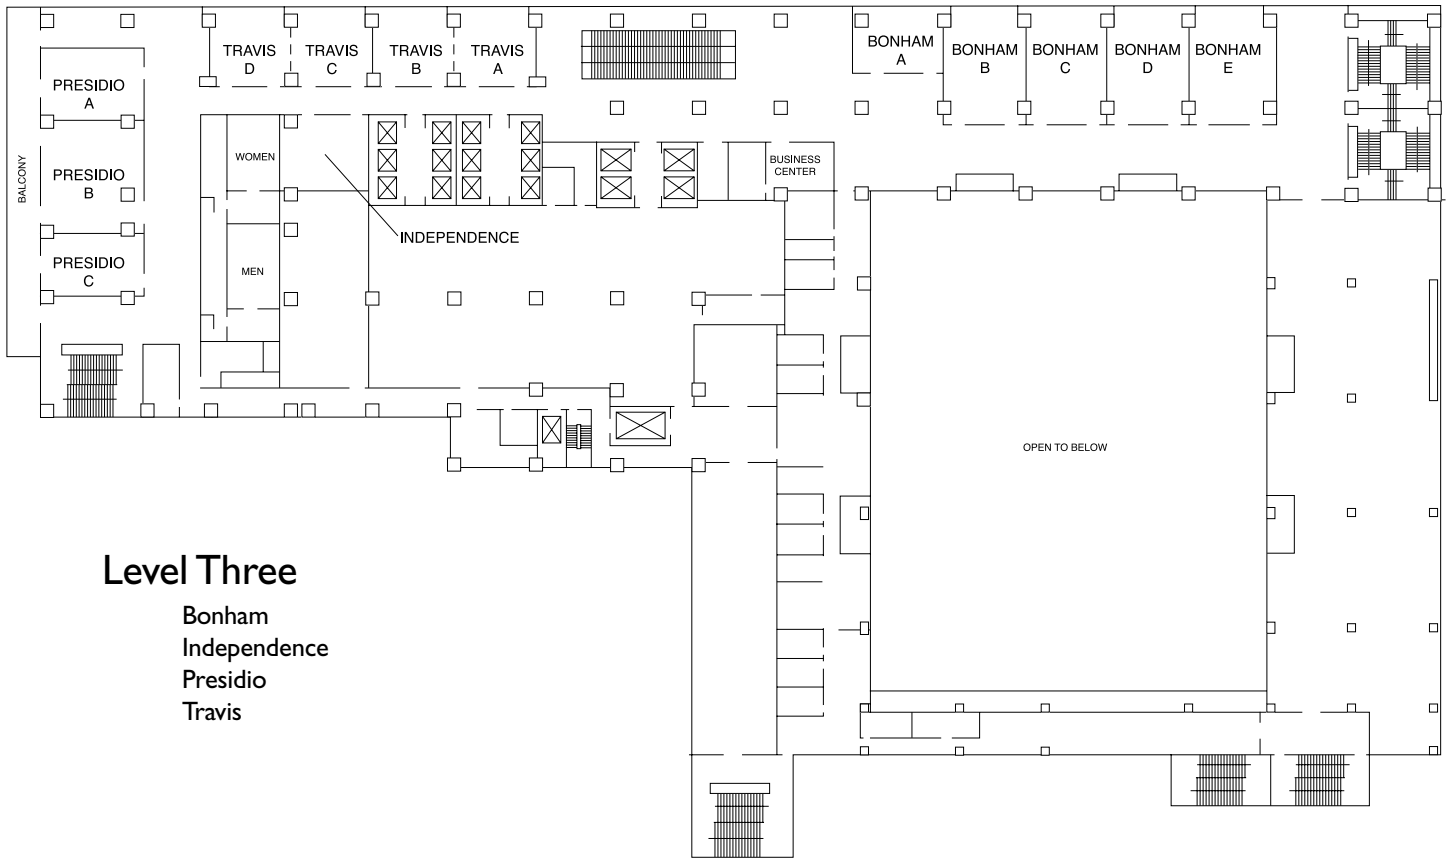 TRAVIS
D
TRAVIS
C
TRAVIS
B
TRAVIS
A
BONHAM
A
BONHAM
B
BONHAM
C
BONHAM
D
BONHAM
E
PRESIDIO
A
PRESIDIO
B
PRESIDIO
C
BALCONY
WOMEN
MEN
INDEPENDENCE
BUSINESS
CENTER
OPEN TO BELOW
Level Three
Bonham
Independence
Presidio
Travis